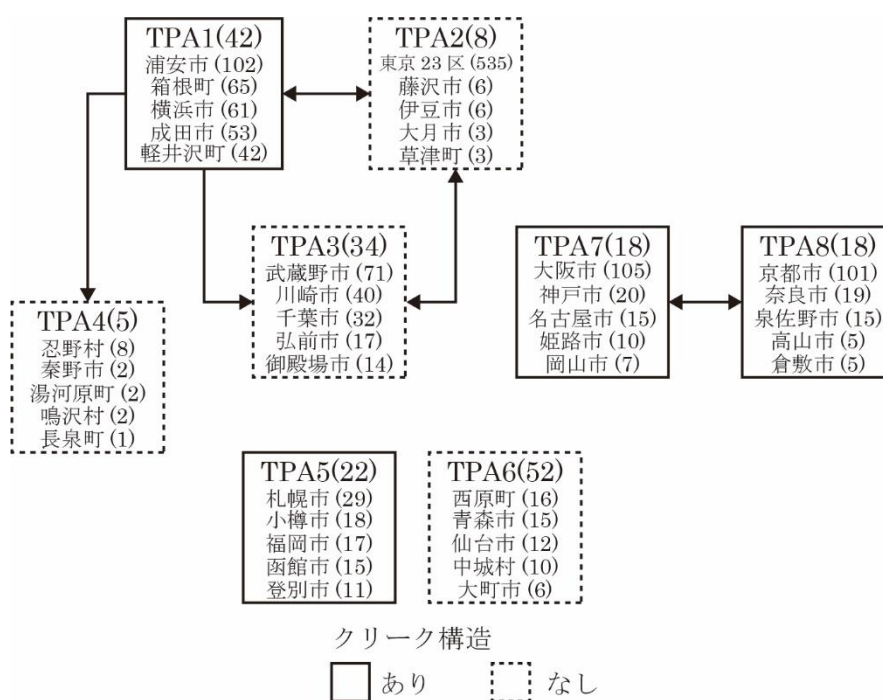 TPA1(42)
浦安市 (102)
箱根町 (65)
横浜市 (61)
成田市 (53)
軽井沢町 (42)
TPA2(8)
東京 23 区 (535)
藤沢市 (6)
伊豆市 (6)
大月市 (3)
草津町 (3)
TPA3(34)
武蔵野市 (71)
川崎市 (40)
千葉市 (32)
弘前市 (17)
御殿場市 (14)
TPA7(18)
大阪市 (105)
神戸市 (20)
名古屋市 (15)
姫路市 (10)
岡山市 (7)
TPA8(18)
京都市 (101)
奈良市 (19)
泉佐野市 (15)
高山市 (5)
倉敷市 (5)
TPA4(5)
忍野村 (8)
秦野市 (2)
湯河原町 (2)
鳴沢村 (2)
長泉町 (1)
TPA5(22)
札幌市 (29)
小樽市 (18)
福岡市 (17)
函館市 (15)
登別市 (11)
TPA6(52)
西原町 (16)
青森市 (15)
仙台市 (12)
中城村 (10)
大町市 (6)
クリーク構造
あり
なし